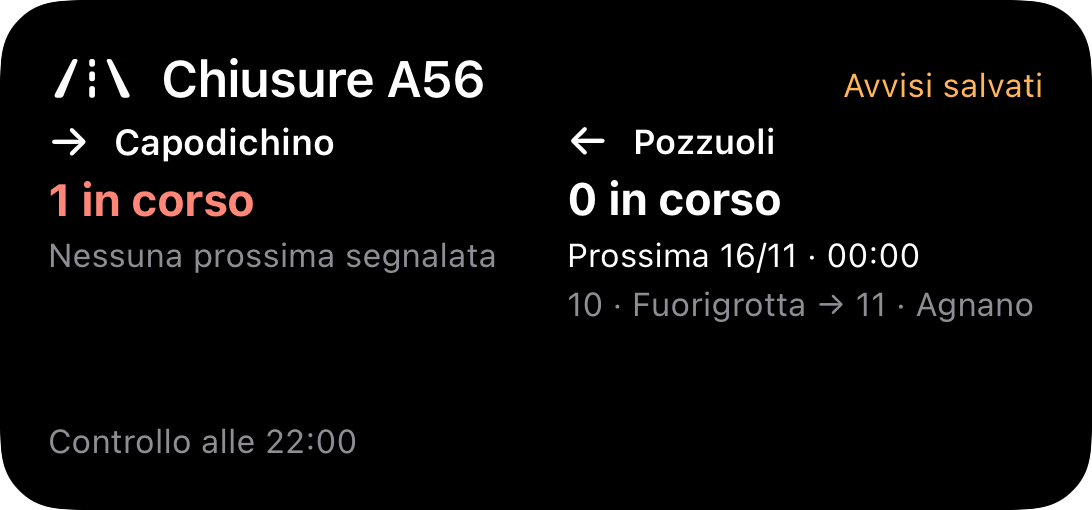 Chiusure A56
Avvisi salvati
→ Capodichino
1 in corso
Nessuna prossima segnalata
← Pozzuoli
0 in corso
Prossima 16/11 · 00:00
10 · Fuorigrotta → 11 · Agnano
Controllo alle 22:00